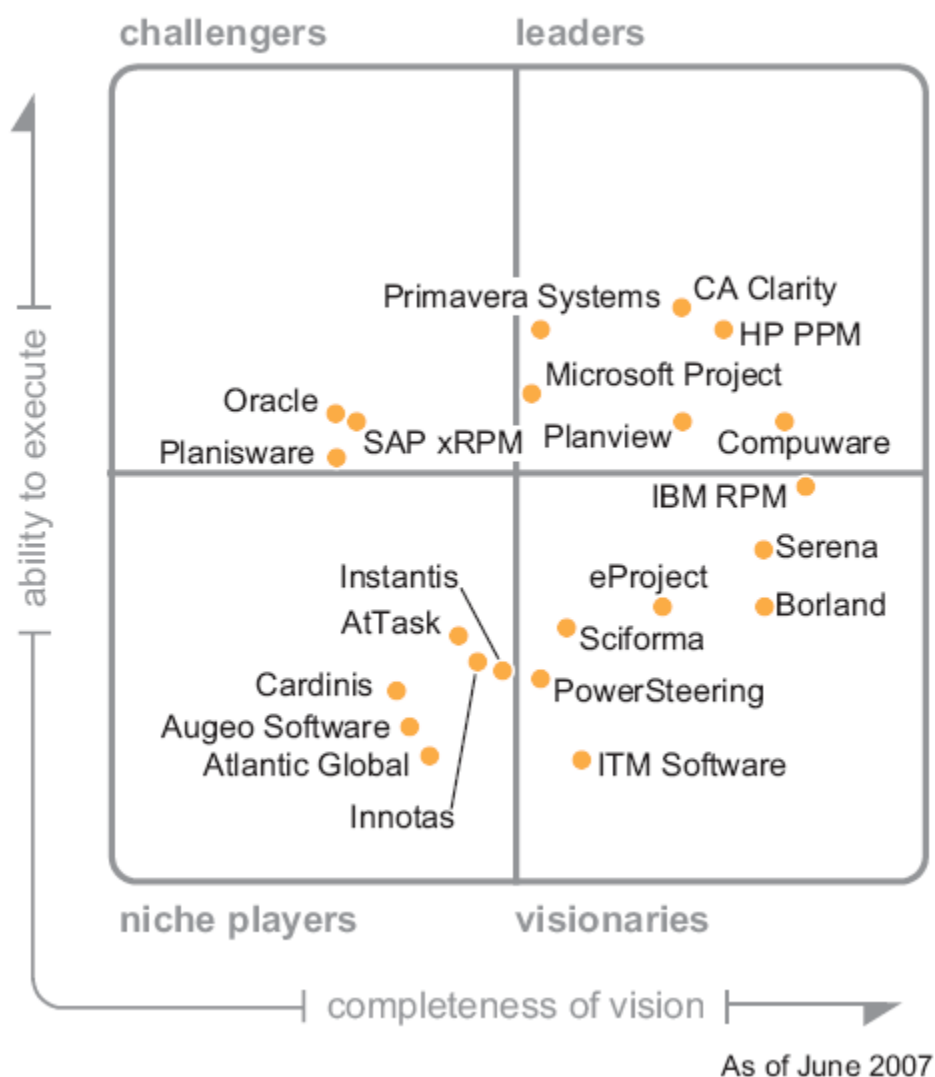 challengers
leaders
ability to execute
Primavera Systems
CA Clarity
HP PPM
Microsoft Project
Oracle
SAP xRPM
Planview
Compuware
Planisware
IBM RPM
Serena
Instantis
eProject
AtTask
Borland
Sciforma
Cardinis
PowerSteering
Augeo Software
Atlantic Global
ITM Software
Innotas
niche players
visionaries
completeness of vision
As of June 2007